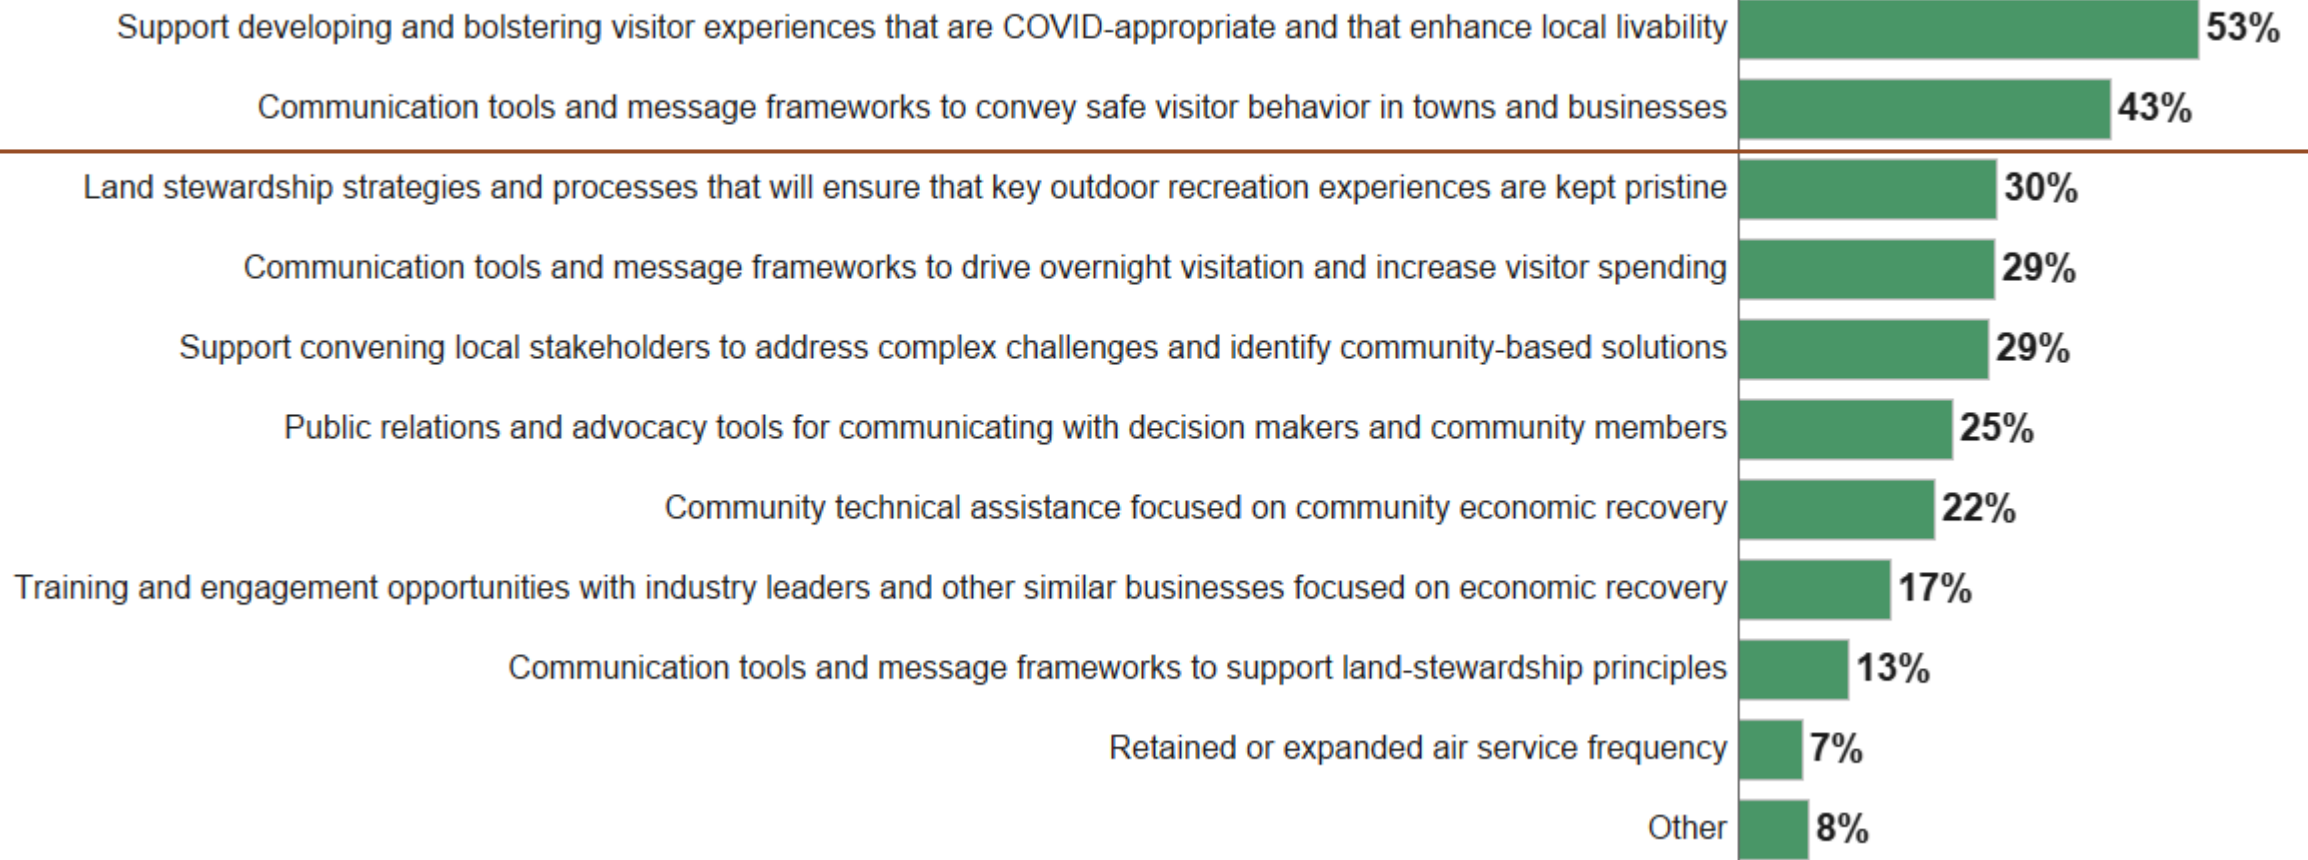 Support developing and bolstering visitor experiences that are COVID-appropriate and that enhance local livability 53%
Communication tools and message frameworks to convey safe visitor behavior in towns and businesses 43%
Land stewardship strategies and processes that will ensure that key outdoor recreation experiences are kept pristine 30%
Communication tools and message frameworks to drive overnight visitation and increase visitor spending 29%
Support convening local stakeholders to address complex challenges and identify community-based solutions 29%
Public relations and advocacy tools for communicating with decision makers and community members 25%
Community technical assistance focused on community economic recovery 22%
Training and engagement opportunities with industry leaders and other similar businesses focused on economic recovery 17%
Communication tools and message frameworks to support land-stewardship principles 13%
Retained or expanded air service frequency 7%
Other 8%